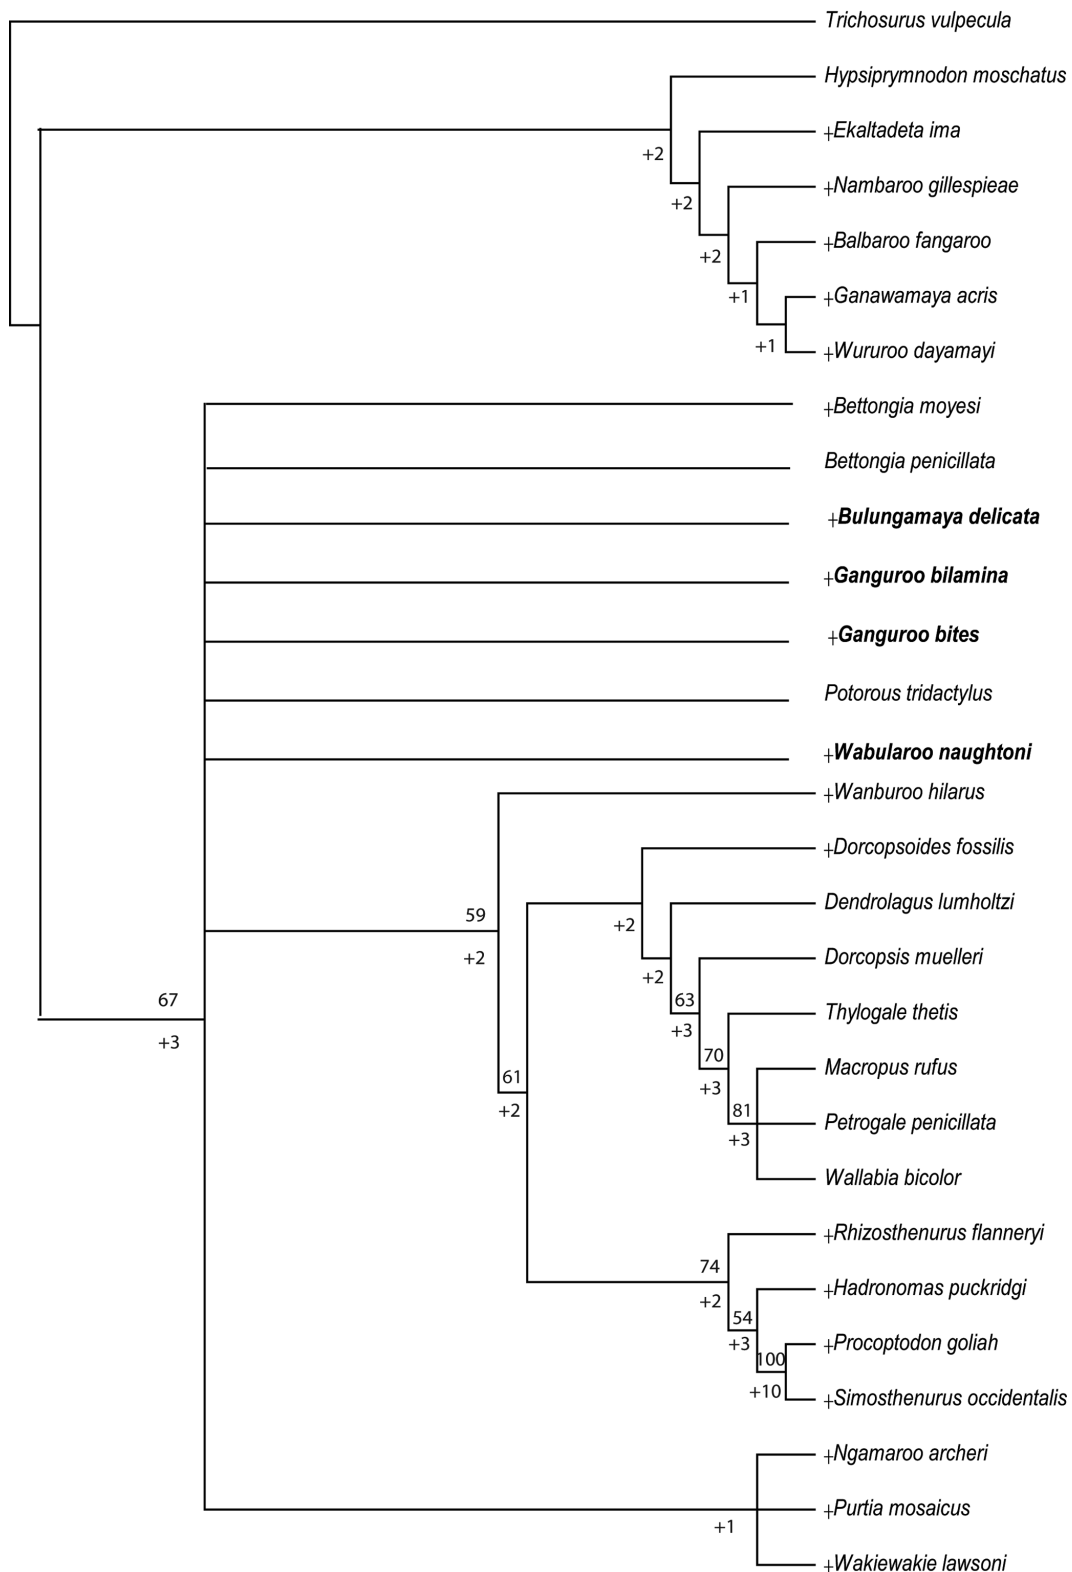 Trichosurus vulpecula
Hypsiprymnodon moschatus
+2
†Ekaltadeta ima
+2
†Nambaroo gillespieae
+2
†Balbaroo fangaroo
+1
†Ganawamaya acris
+1
†Wururoo dayamayi
†Bettongia moyesi
Bettongia penicillata
†Bulungamaya delicata
†Ganguroo bilamina
†Ganguroo bites
Potorous tridactylus
†Wabularoo naughtoni
†Wanburoo hilarus
†Dorcopsoides fossilis
59
+2
Dendrolagus lumholtzi
+2
Dorcopsis muelleri
+2
67
+3
63
+3
Thylogale thetis
70
+3
Macropus rufus
61
+2
81
+3
Petrogale penicillata
Wallabia bicolor
†Rhizosthenurus flanneryi
74
+2
†Hadronomas puckridgi
54
+3
†Procoptodon goliah
100
+10
†Simosthenurus occidentalis
†Ngamaroo archeri
†Purtia mosaicus
+1
†Wakiewakie lawsoni